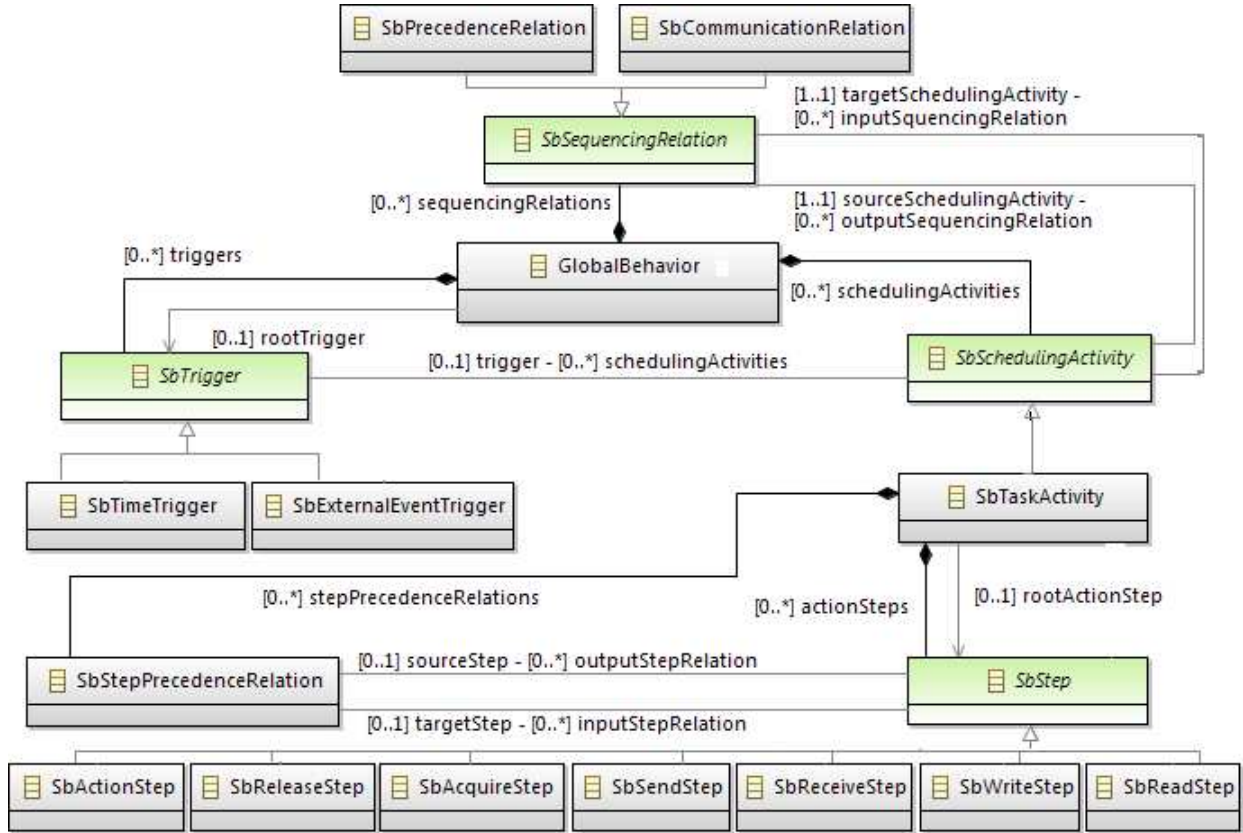 SbPrecedenceRelation
SbCommunicationRelation
[1..1] targetSchedulingActivity -
[0..*] inputSquencingRelation
SbSequencingRelation
[0..*] sequencingRelations
[1..1] sourceSchedulingActivity -
[0..*] outputSequencingRelation
[0..*] triggers
GlobalBehavior
[0..*] schedulingActivities
[0..1] rootTrigger
[0..1] trigger - [0..*] schedulingActivities
SbTrigger
SbSchedulingActivity
SbTimeTrigger
SbExternalEventTrigger
SbTaskActivity
[0..*] stepPrecedenceRelations
[0..*] actionSteps
[0..1] rootActionStep
[0..1] sourceStep - [0..*] outputStepRelation
SbStepPrecedenceRelation
SbStep
[0..1] targetStep - [0..*] inputStepRelation
SbActionStep
SbReleaseStep
SbAcquireStep
SbSendStep
SbReceiveStep
SbWriteStep
SbReadStep